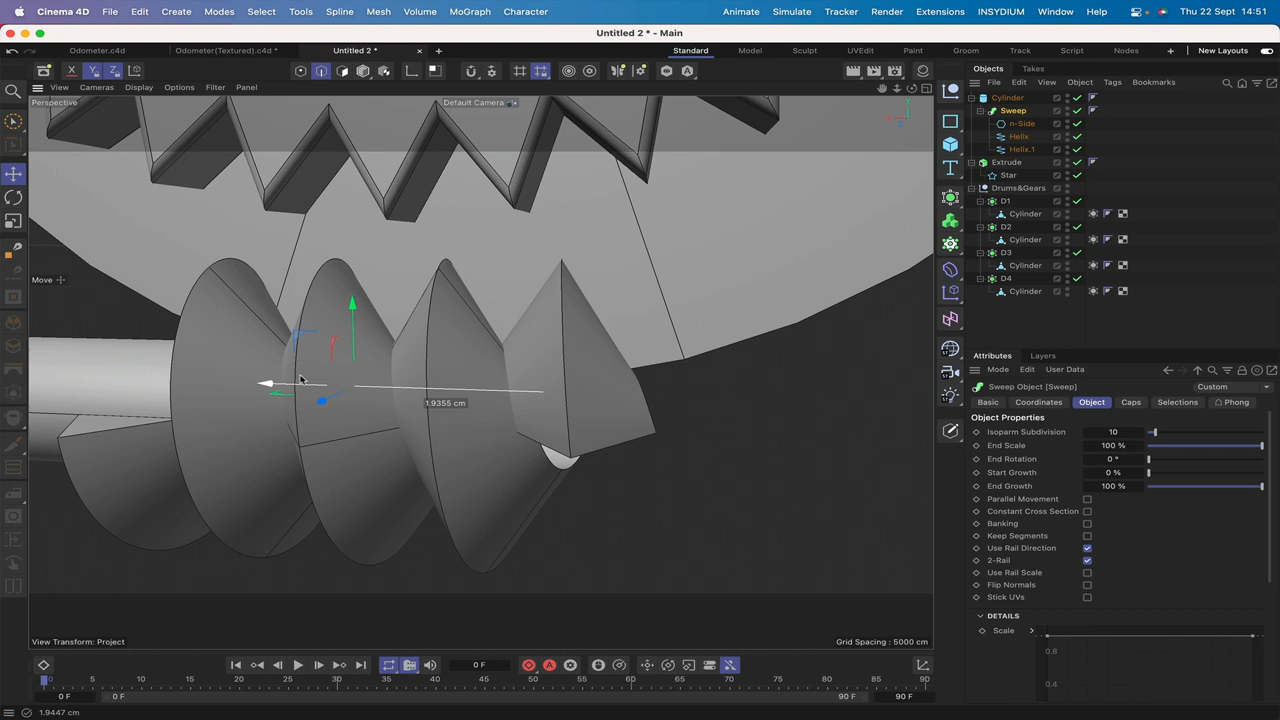 Cinema 4D File Edit Create Modes Select Tools Spline Mesh Volume MoGraph Character Animate Simulate Tracker Render Extensions INSYDIUM Window Help Thu 22 Sept 14:51
Untitled 2 * - Main
Odometer.c4d Odometer(Textured).c4d * Untitled 2 * × + Standard Model Sculpt UVEdit Paint Groom Track Script Nodes + New Layouts
X Y Z
Objects Takes
View Cameras Display Options Filter Panel
File Edit View Object Tags Bookmarks
Perspective
Default Camera
Y
Z
Cylinder
Sweep
n-Side
Helix
Helix.1
Extrude
Star
Drums&Gears
D1
Cylinder
D2
Cylinder
D3
Cylinder
D4
Cylinder
Move
1.9355 cm
Attributes Layers
Mode Edit User Data
Sweep Object [Sweep] Custom
Basic Coordinates Object Caps Selections Phong
Object Properties
Isoparm Subdivision 10
End Scale 100 %
End Rotation 0 °
Start Growth 0 %
End Growth 100 %
Parallel Movement
Constant Cross Section
Banking
Keep Segments
Use Rail Direction
2-Rail
Use Rail Scale
Flip Normals
Stick UVs
DETAILS
Scale
0.8
0.4
View Transform: Project
Grid Spacing : 5000 cm
0 F
0 5 10 15 20 25 30 35 40 45 50 55 60 65 70 75 80 85 90
0 F 0 F 90 F 90 F
1.9447 cm